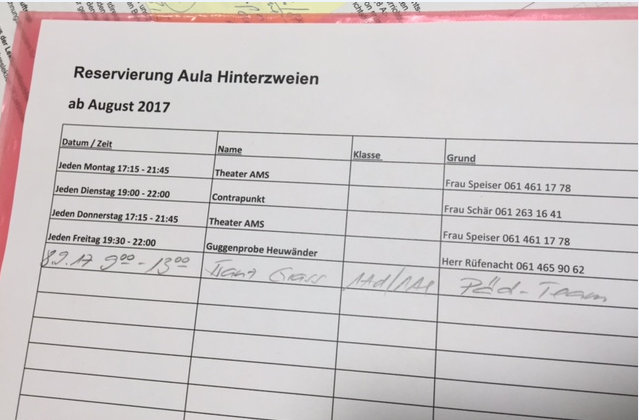 Reservierung Aula Hinterzweien
ab August 2017
Datum / Zeit Name Klasse Grund
Jeden Montag 17:15 - 21:45 Theater AMS Frau Speiser 061 461 17 78
Jeden Dienstag 19:00 - 22:00 Contrapunkt Frau Schär 061 263 16 41
Jeden Donnerstag 17:15 - 21:45 Theater AMS Frau Speiser 061 461 17 78
Jeden Freitag 19:30 - 22:00 Guggenprobe Heuwänder Herr Rüfenacht 061 465 90 62
8.9.17 9⁰⁰ - 13⁰⁰ Päd-Team